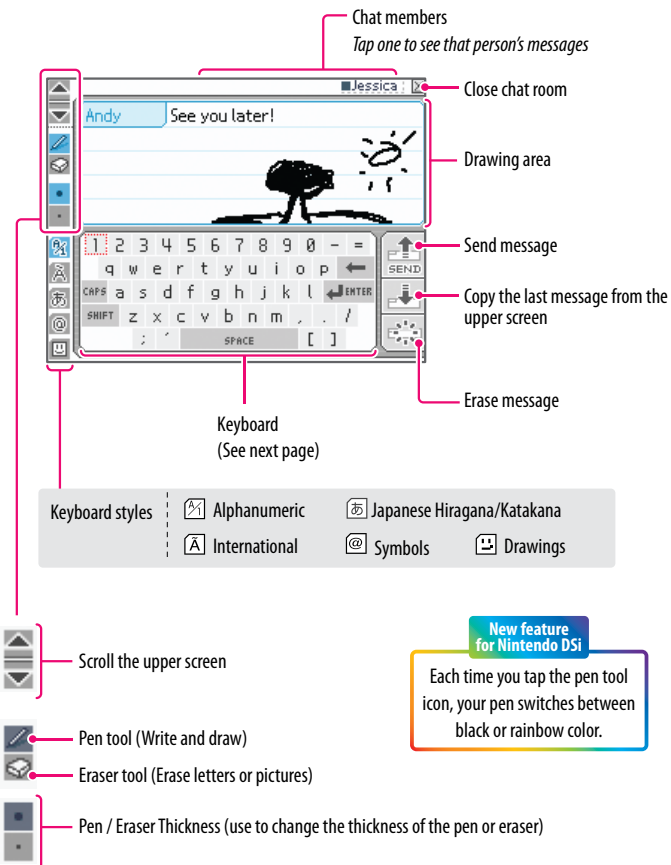 Chat members
Tap one to see that person's messages
Jessica
Close chat room
Andy
See you later!
Drawing area
1 2 3 4 5 6 7 8 9 0 - =
Send message
q w e r t y u i o p
SEND
CAPS a s d f g h j k l ENTER
Copy the last message from the
upper screen
SHIFT z x c v b n m , . /
; ´ SPACE [ ]
Erase message
Keyboard
(See next page)
Keyboard styles
A/1 Alphanumeric
あ Japanese Hiragana/Katakana
Ã International
@ Symbols
Drawings
Scroll the upper screen
New feature
for Nintendo DSi
Each time you tap the pen tool
icon, your pen switches between
black or rainbow color.
Pen tool (Write and draw)
Eraser tool (Erase letters or pictures)
Pen / Eraser Thickness (use to change the thickness of the pen or eraser)